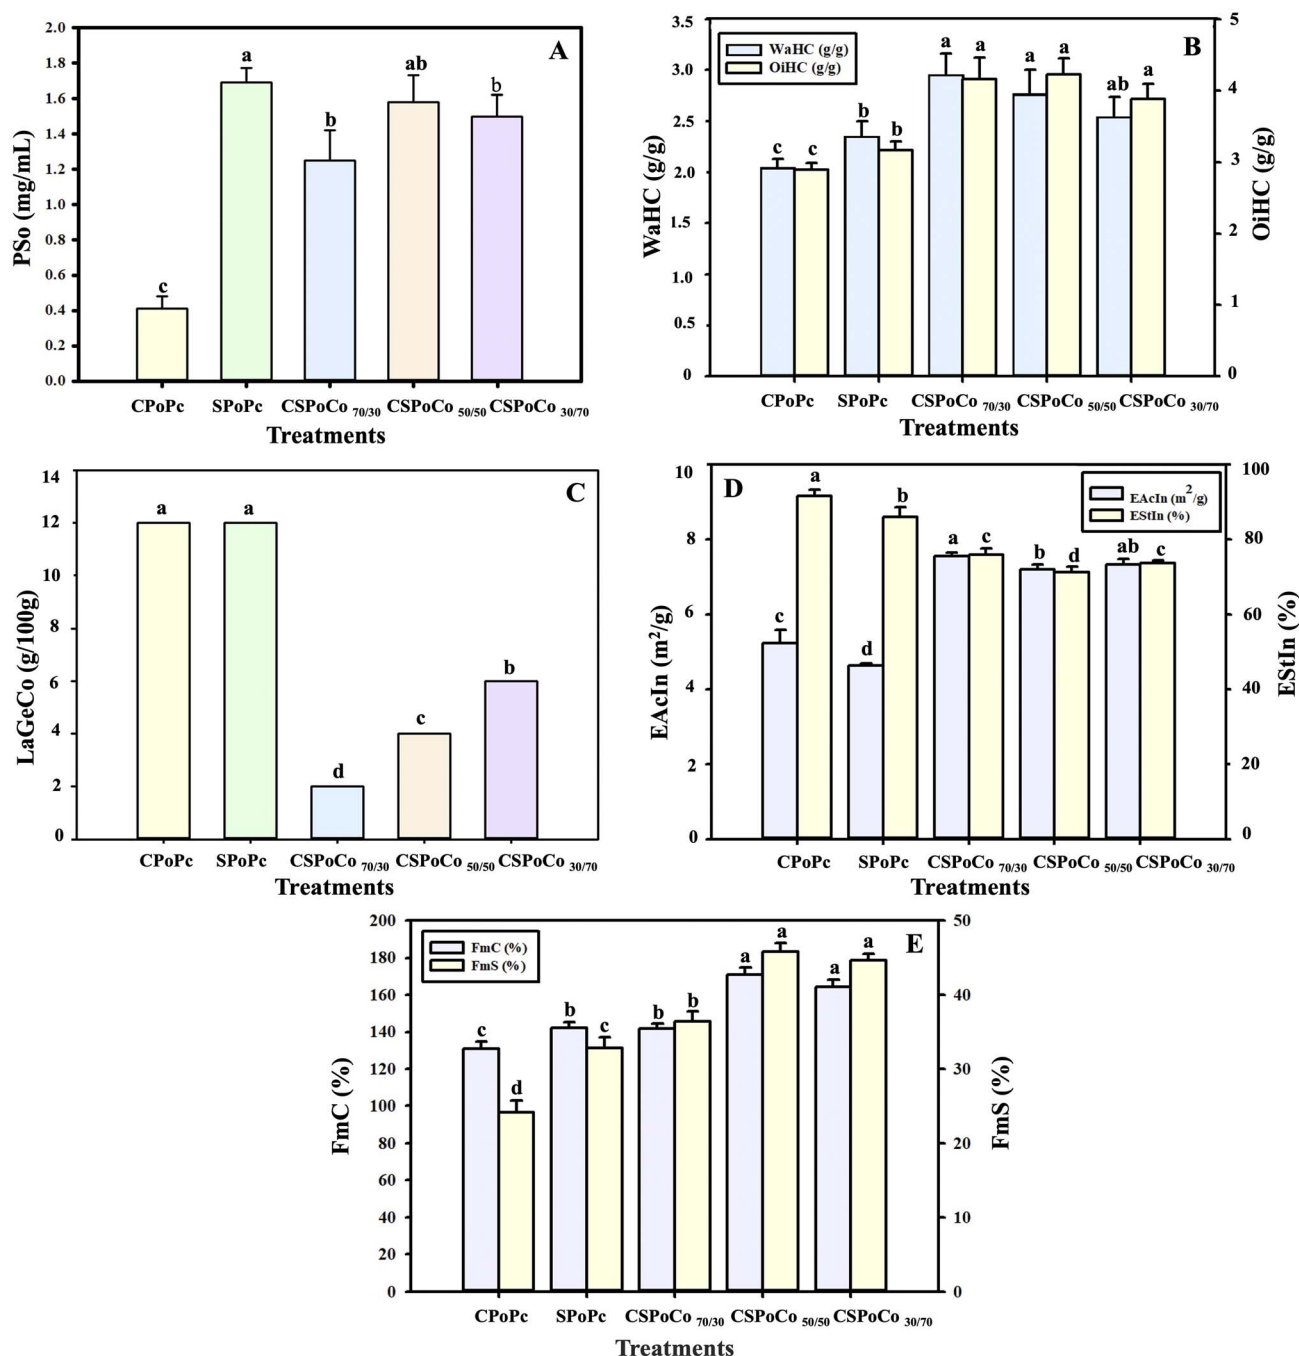 A
2.0
1.8
1.6
1.4
1.2
1.0
0.8
0.6
0.4
0.2
0.0
PSo (mg/mL)
c
a
b
ab
b
CPoPc SPoPc CSPoCo 70/30 CSPoCo 50/50 CSPoCo 30/70
Treatments
B
WaHC (g/g)
OiHC (g/g)
3.5
3.0
2.5
2.0
1.5
1.0
0.5
0
WaHC (g/g)
c c b b a a a a ab a
5
4
3
2
1
0
OiHC (g/g)
CPoPc SPoPc CSPoCo 70/30 CSPoCo 50/50 CSPoCo 30/70
Treatments
C
14
12
10
8
6
4
2
0
LaGeCo (g/100g)
a
a
d
c
b
CPoPc SPoPc CSPoCo 70/30 CSPoCo 50/50 CSPoCo 30/70
Treatments
D
EAcIn (m2/g)
EStIn (%)
10
8
6
4
2
0
EAcIn (m2/g)
c a d b a c b d ab c
100
80
60
40
20
0
EStIn (%)
CPoPc SPoPc CSPoCo 70/30 CSPoCo 50/50 CSPoCo 30/70
Treatments
E
FmC (%)
FmS (%)
200
180
160
140
120
100
80
60
40
20
0
FmC (%)
c d b c b b a a a a
50
40
30
20
10
0
FmS (%)
CPoPc SPoPc CSPoCo 70/30 CSPoCo 50/50 CSPoCo 30/70
Treatments